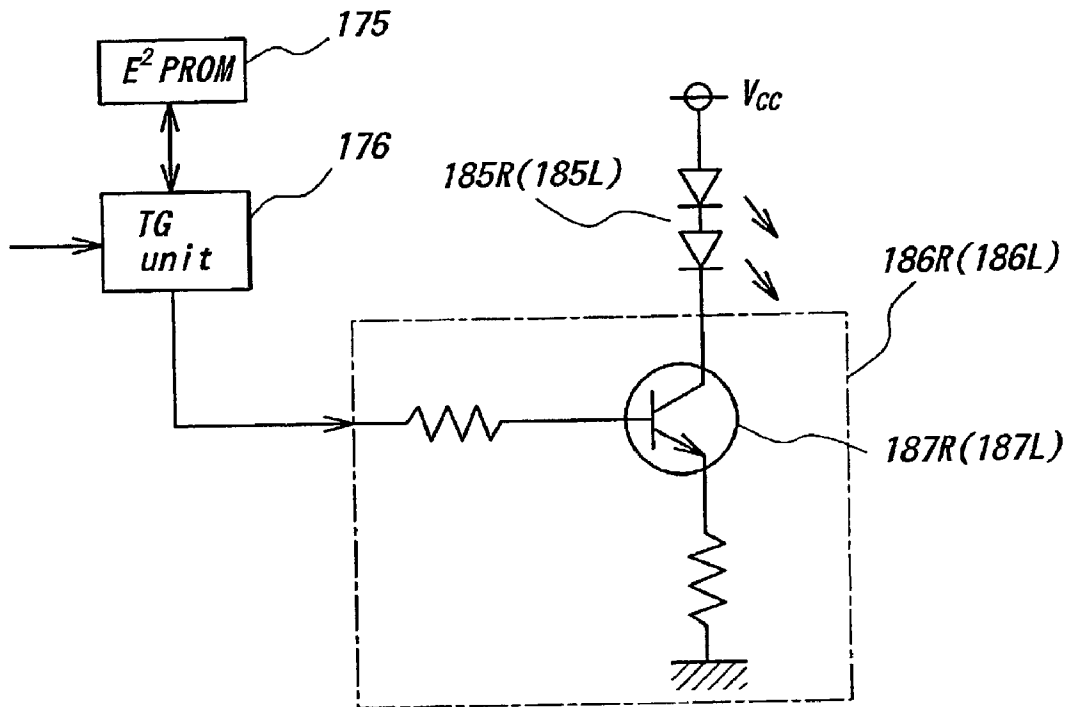 175
E² PROM
176
TG
unit
V_CC
185R(185L)
186R(186L)
187R(187L)